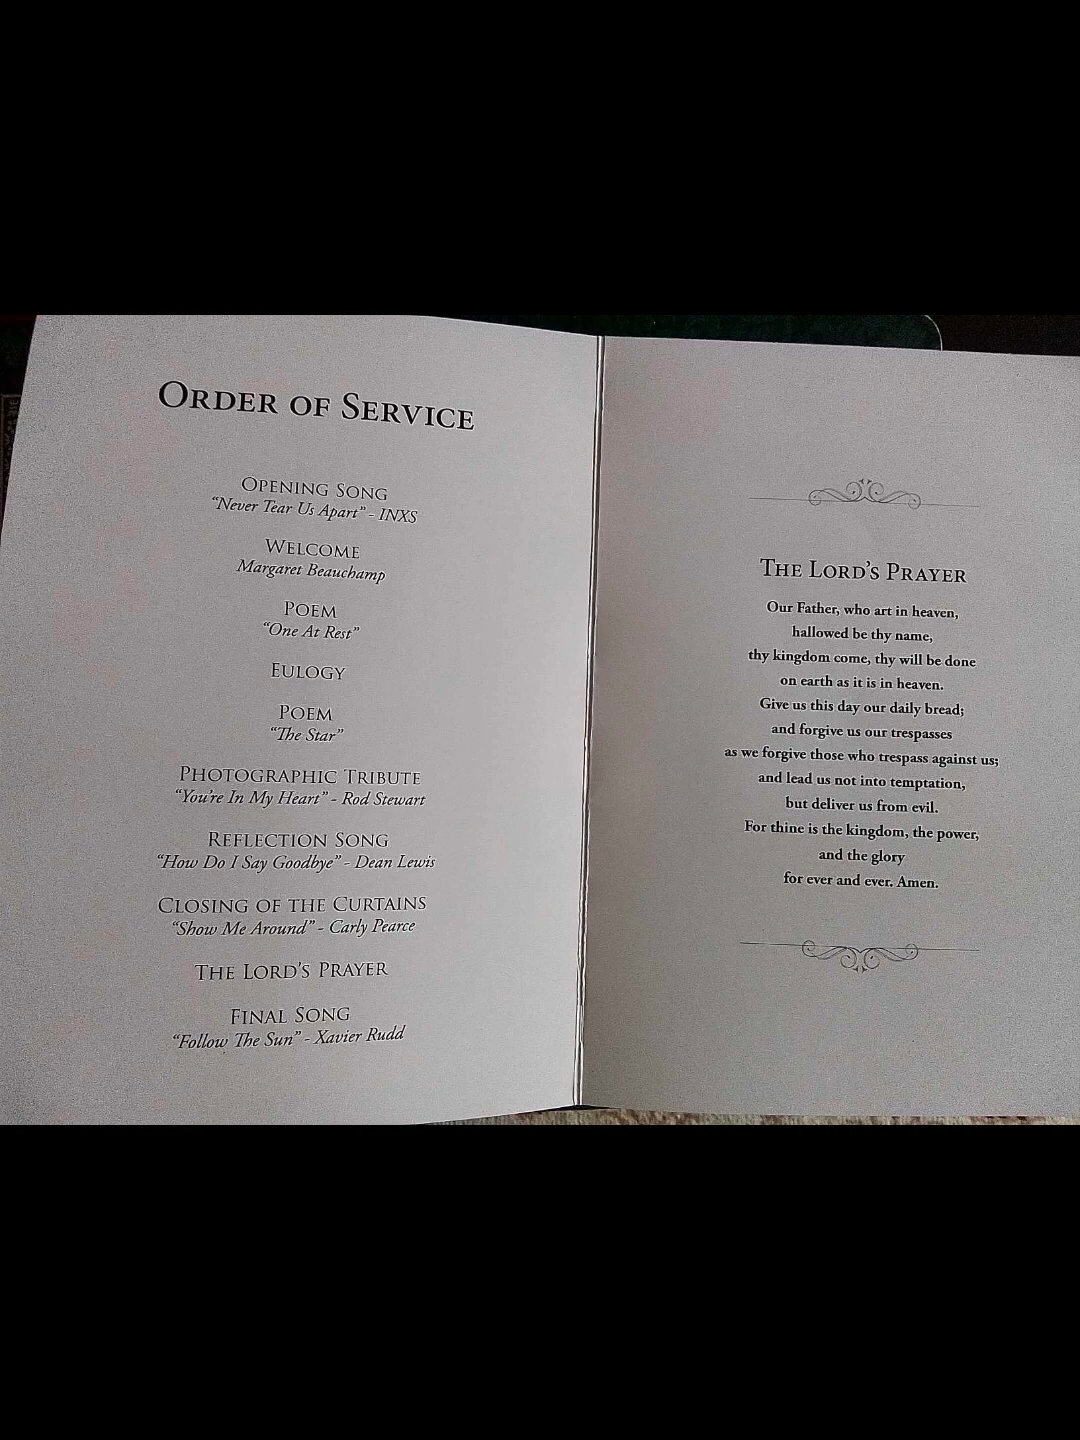 ORDER OF SERVICE
OPENING SONG
“Never Tear Us Apart” - INXS
WELCOME
Margaret Beauchamp
POEM
“One At Rest”
EULOGY
POEM
“The Star”
PHOTOGRAPHIC TRIBUTE
“You’re In My Heart” - Rod Stewart
REFLECTION SONG
“How Do I Say Goodbye” - Dean Lewis
CLOSING OF THE CURTAINS
“Show Me Around” - Carly Pearce
THE LORD’S PRAYER
FINAL SONG
“Follow The Sun” - Xavier Rudd
THE LORD’S PRAYER
Our Father, who art in heaven,
hallowed be thy name,
thy kingdom come, thy will be done
on earth as it is in heaven.
Give us this day our daily bread;
and forgive us our trespasses
as we forgive those who trespass against us;
and lead us not into temptation,
but deliver us from evil.
For thine is the kingdom, the power,
and the glory
for ever and ever. Amen.